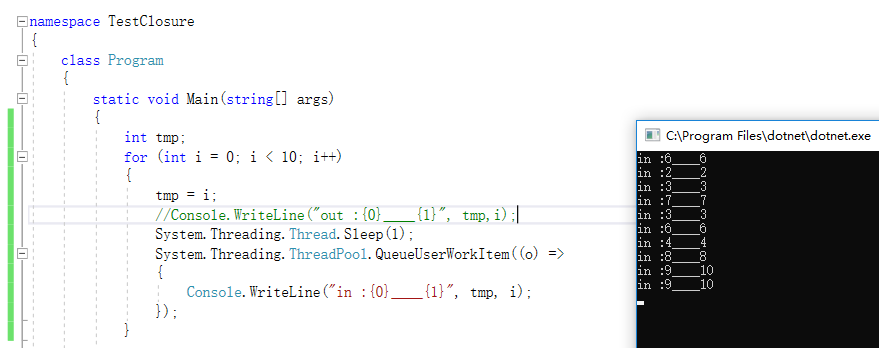 namespace TestClosure
{
class Program
{
static void Main(string[] args)
{
int tmp;
for (int i = 0; i < 10; i++)
{
tmp = i;
//Console.WriteLine("out :{0}____{1}", tmp,i);
System.Threading.Thread.Sleep(1);
System.Threading.ThreadPool.QueueUserWorkItem((o) =>
{
Console.WriteLine("in :{0}____{1}", tmp, i);
});
}
C:\Program Files\dotnet\dotnet.exe
in :6____6
in :2____2
in :3____3
in :7____7
in :3____3
in :6____6
in :4____4
in :8____8
in :9____10
in :9____10